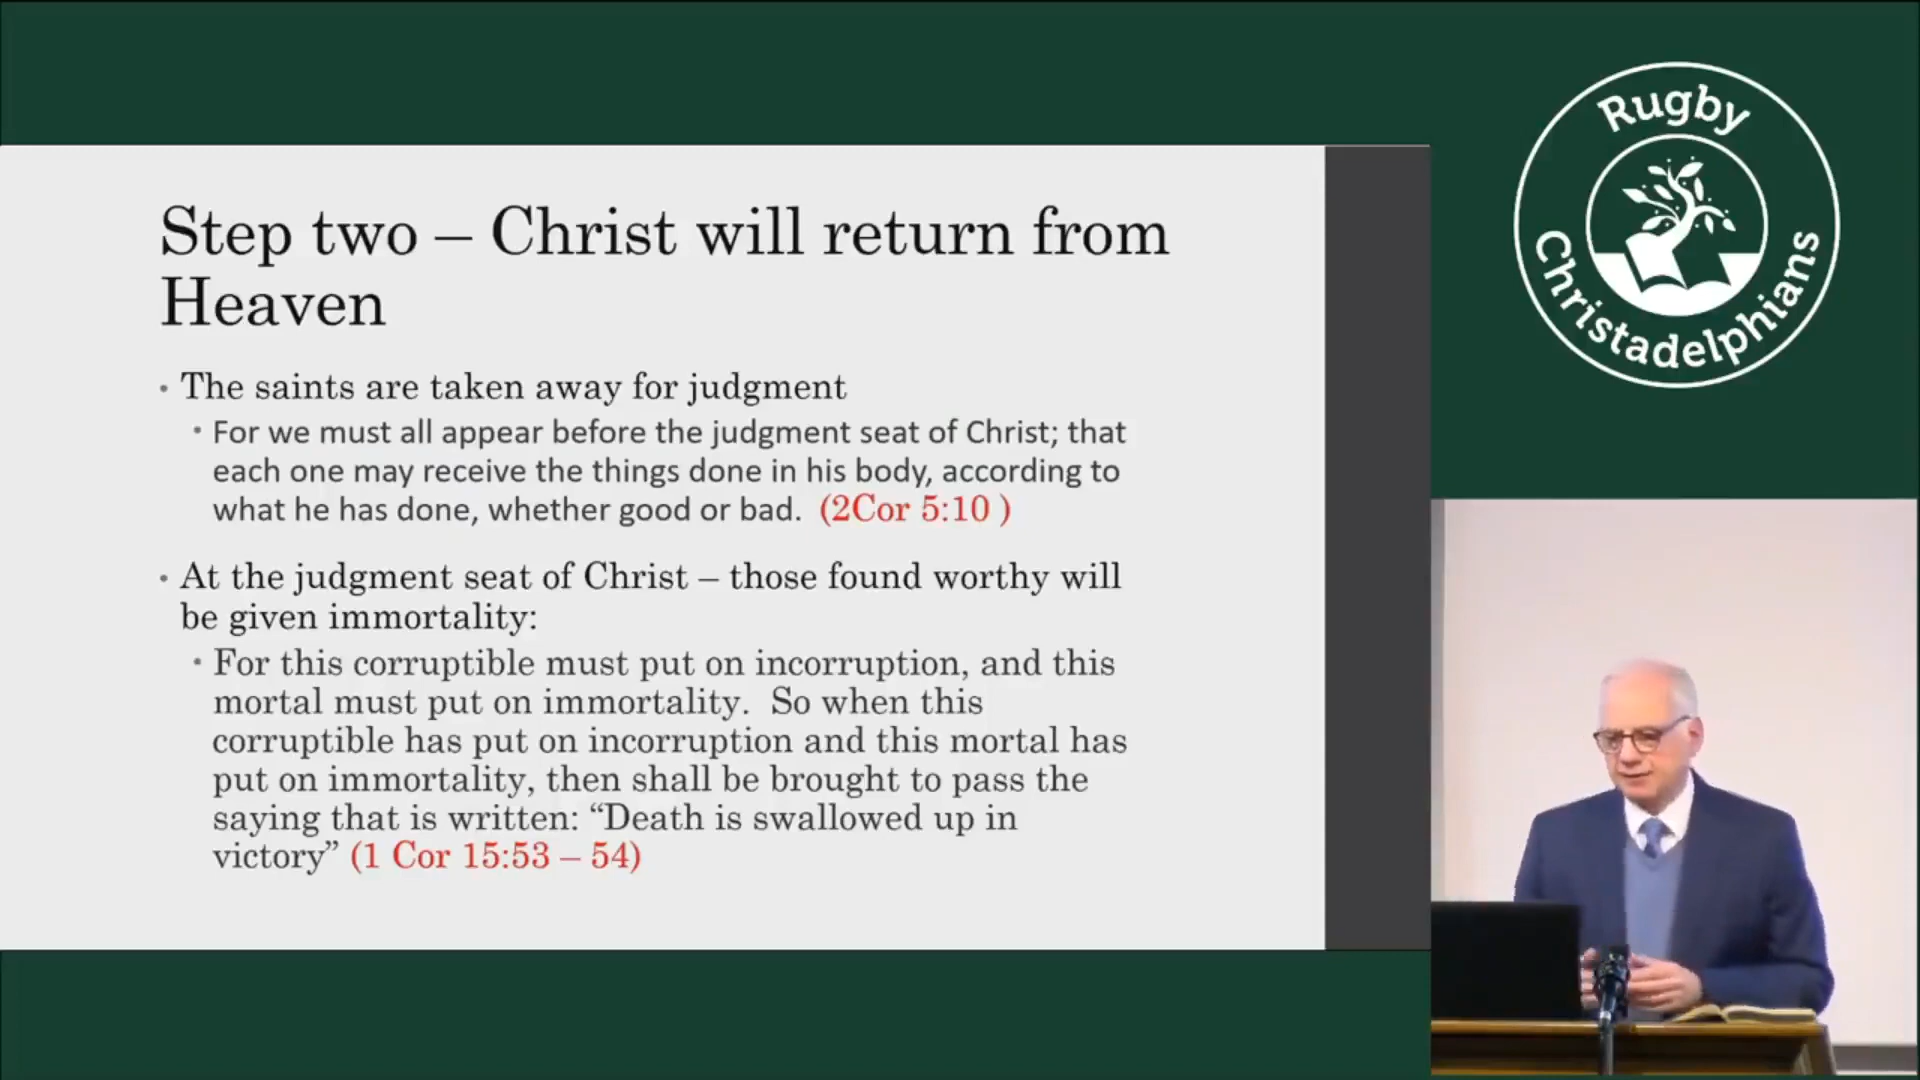 Step two – Christ will return from
Heaven
• The saints are taken away for judgment
• For we must all appear before the judgment seat of Christ; that
each one may receive the things done in his body, according to
what he has done, whether good or bad.  (2Cor 5:10 )
• At the judgment seat of Christ – those found worthy will
be given immortality:
• For this corruptible must put on incorruption, and this
mortal must put on immortality.  So when this
corruptible has put on incorruption and this mortal has
put on immortality, then shall be brought to pass the
saying that is written: “Death is swallowed up in
victory” (1 Cor 15:53 – 54)
Rugby
Christadelphians